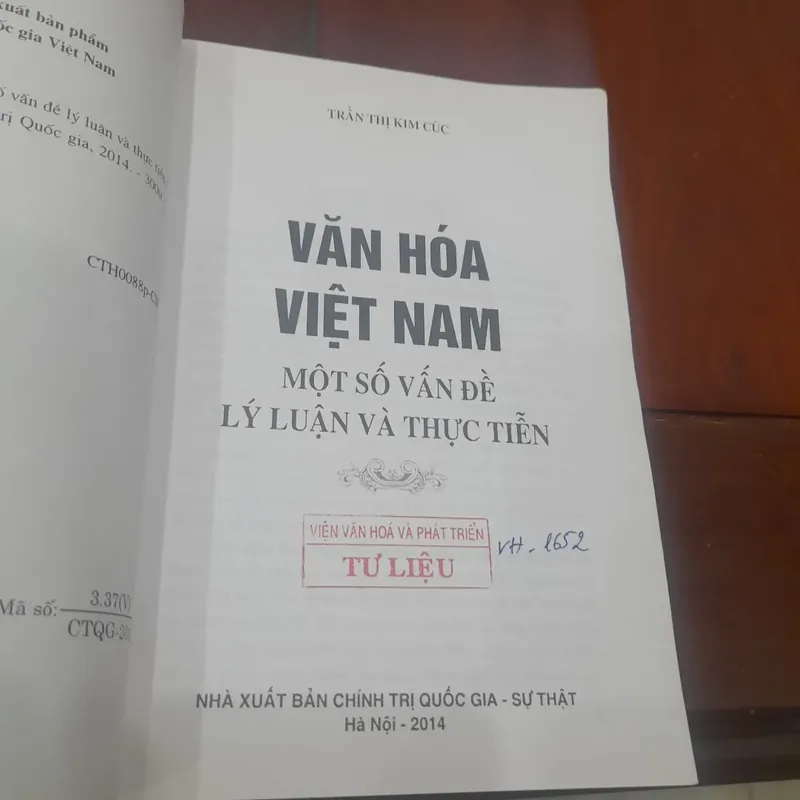 xuất bản phẩm
ốc gia Việt Nam
ố vấn đề lý luận và thực tiễn
rị Quốc gia, 2014. -
CTH0088p-
Mã số: 3.37(V)
CTQG-
TRẦN THỊ KIM CÚC
VĂN HÓA
VIỆT NAM
MỘT SỐ VẤN ĐỀ
LÝ LUẬN VÀ THỰC TIỄN
VIỆN VĂN HOÁ VÀ PHÁT TRIỂN
TƯ LIỆU
VH - 1652
NHÀ XUẤT BẢN CHÍNH TRỊ QUỐC GIA - SỰ THẬT
Hà Nội - 2014